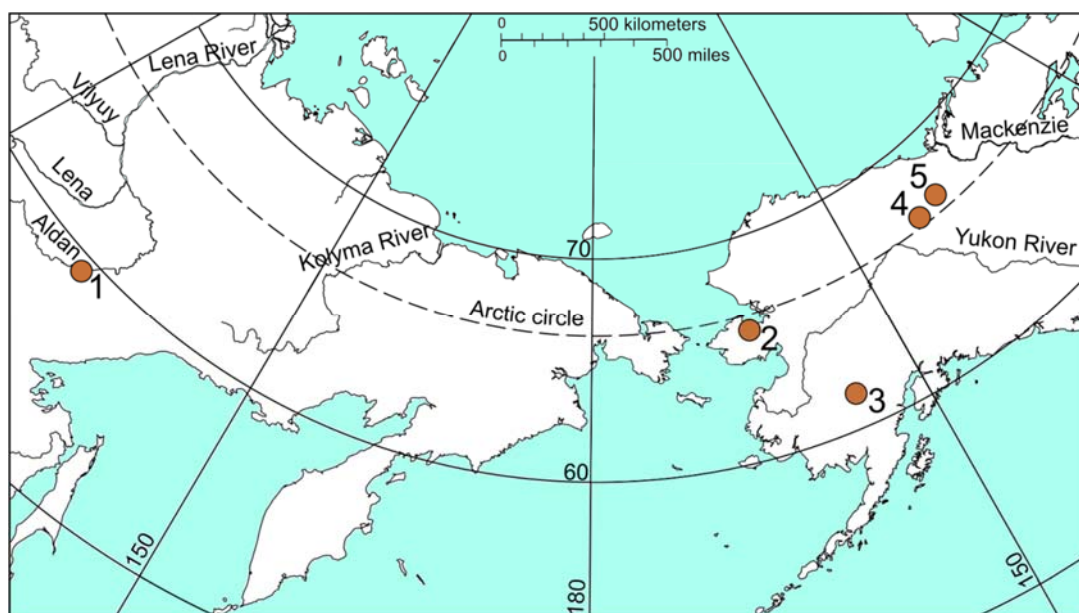 0 500 kilometers
0 500 miles
Lena River
Vilyuy
Mackenzie
Lena
5
4
Aldan
Kolyma River
70
Yukon River
1
Arctic circle
2
3
60
150
180
150